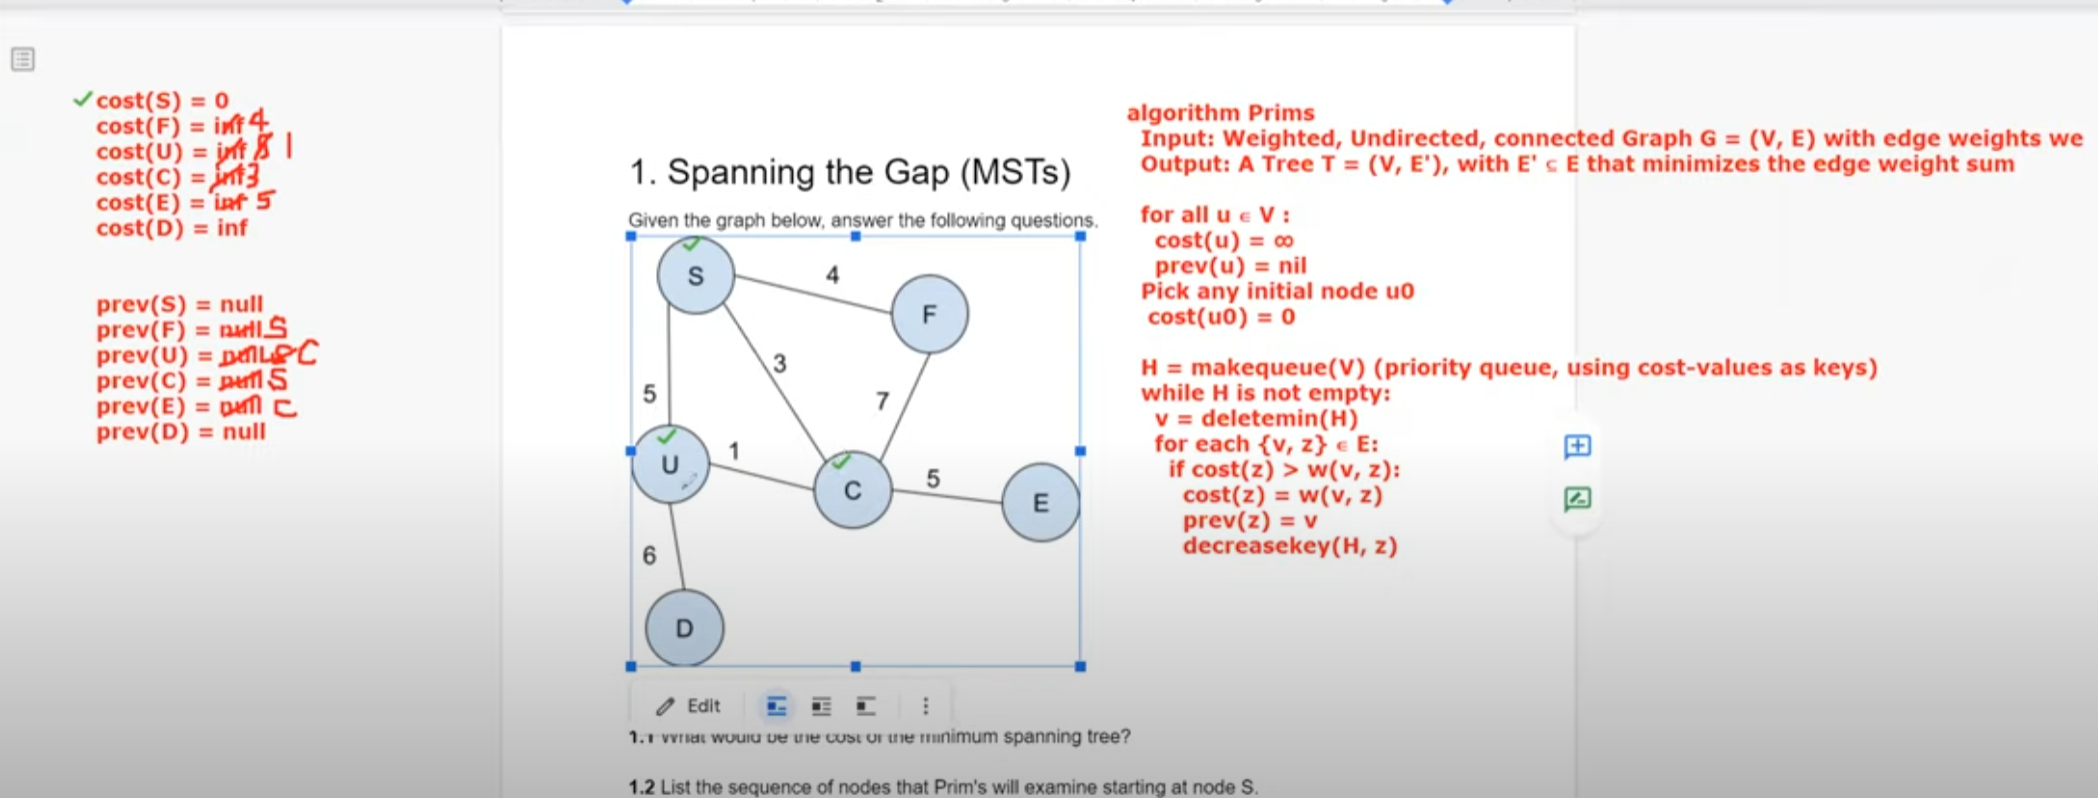 cost(S) = 0
cost(F) = inf 4
cost(U) = inf 5 1
cost(C) = inf 3
cost(E) = inf 5
cost(D) = inf
prev(S) = null
prev(F) = null S
prev(U) = null S C
prev(C) = null S
prev(E) = null C
prev(D) = null
1. Spanning the Gap (MSTs)
Given the graph below, answer the following questions.
S
4
F
3
5
7
U
1
C
5
E
6
D
Edit
1.1 What would be the cost of the minimum spanning tree?
1.2 List the sequence of nodes that Prim's will examine starting at node S.
algorithm Prims
Input: Weighted, Undirected, connected Graph G = (V, E) with edge weights we
Output: A Tree T = (V, E'), with E' ⊆ E that minimizes the edge weight sum
for all u ∈ V :
cost(u) = ∞
prev(u) = nil
Pick any initial node u0
cost(u0) = 0
H = makequeue(V) (priority queue, using cost-values as keys)
while H is not empty:
v = deletemin(H)
for each {v, z} ∈ E:
if cost(z) > w(v, z):
cost(z) = w(v, z)
prev(z) = v
decreasekey(H, z)